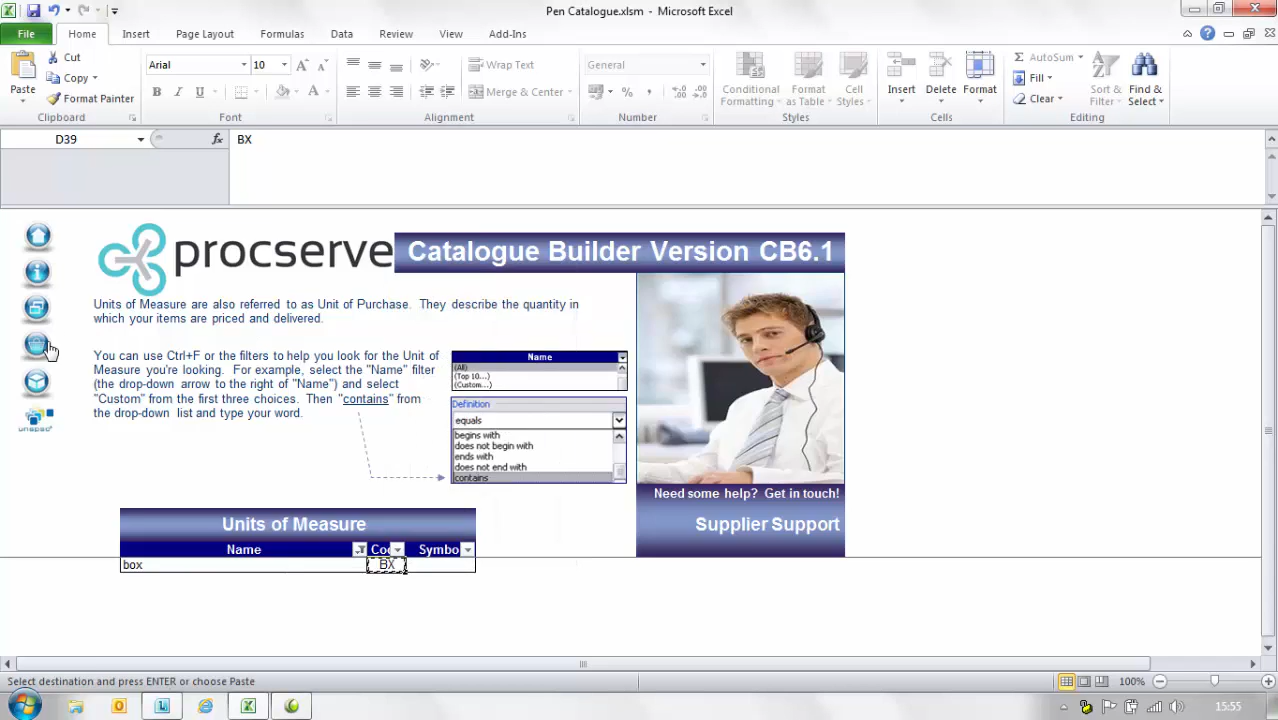 Pen Catalogue.xlsm - Microsoft Excel
File Home Insert Page Layout Formulas Data Review View Add-Ins
Paste
Cut
Copy
Format Painter
Clipboard
Arial 10
B I U
Font
Wrap Text
Merge & Center
Alignment
General
Number
Conditional Formatting
Format as Table
Cell Styles
Styles
Insert
Delete
Format
Cells
AutoSum
Fill
Clear
Sort & Filter
Find & Select
Editing
D39
fx
BX
procserve
Catalogue Builder Version CB6.1
Units of Measure are also referred to as Unit of Purchase. They describe the quantity in
which your items are priced and delivered.
You can use Ctrl+F or the filters to help you look for the Unit of
Measure you're looking. For example, select the "Name" filter
(the drop-down arrow to the right of "Name") and select
"Custom" from the first three choices. Then "contains" from
the drop-down list and type your word.
Name
(All)
(Top 10...)
(Custom...)
Definition
equals
begins with
does not begin with
ends with
does not end with
contains
unspsc
Need some help? Get in touch!
Supplier Support
Units of Measure
Name Coc Symbo
box BX
Select destination and press ENTER or choose Paste
100%
15:55